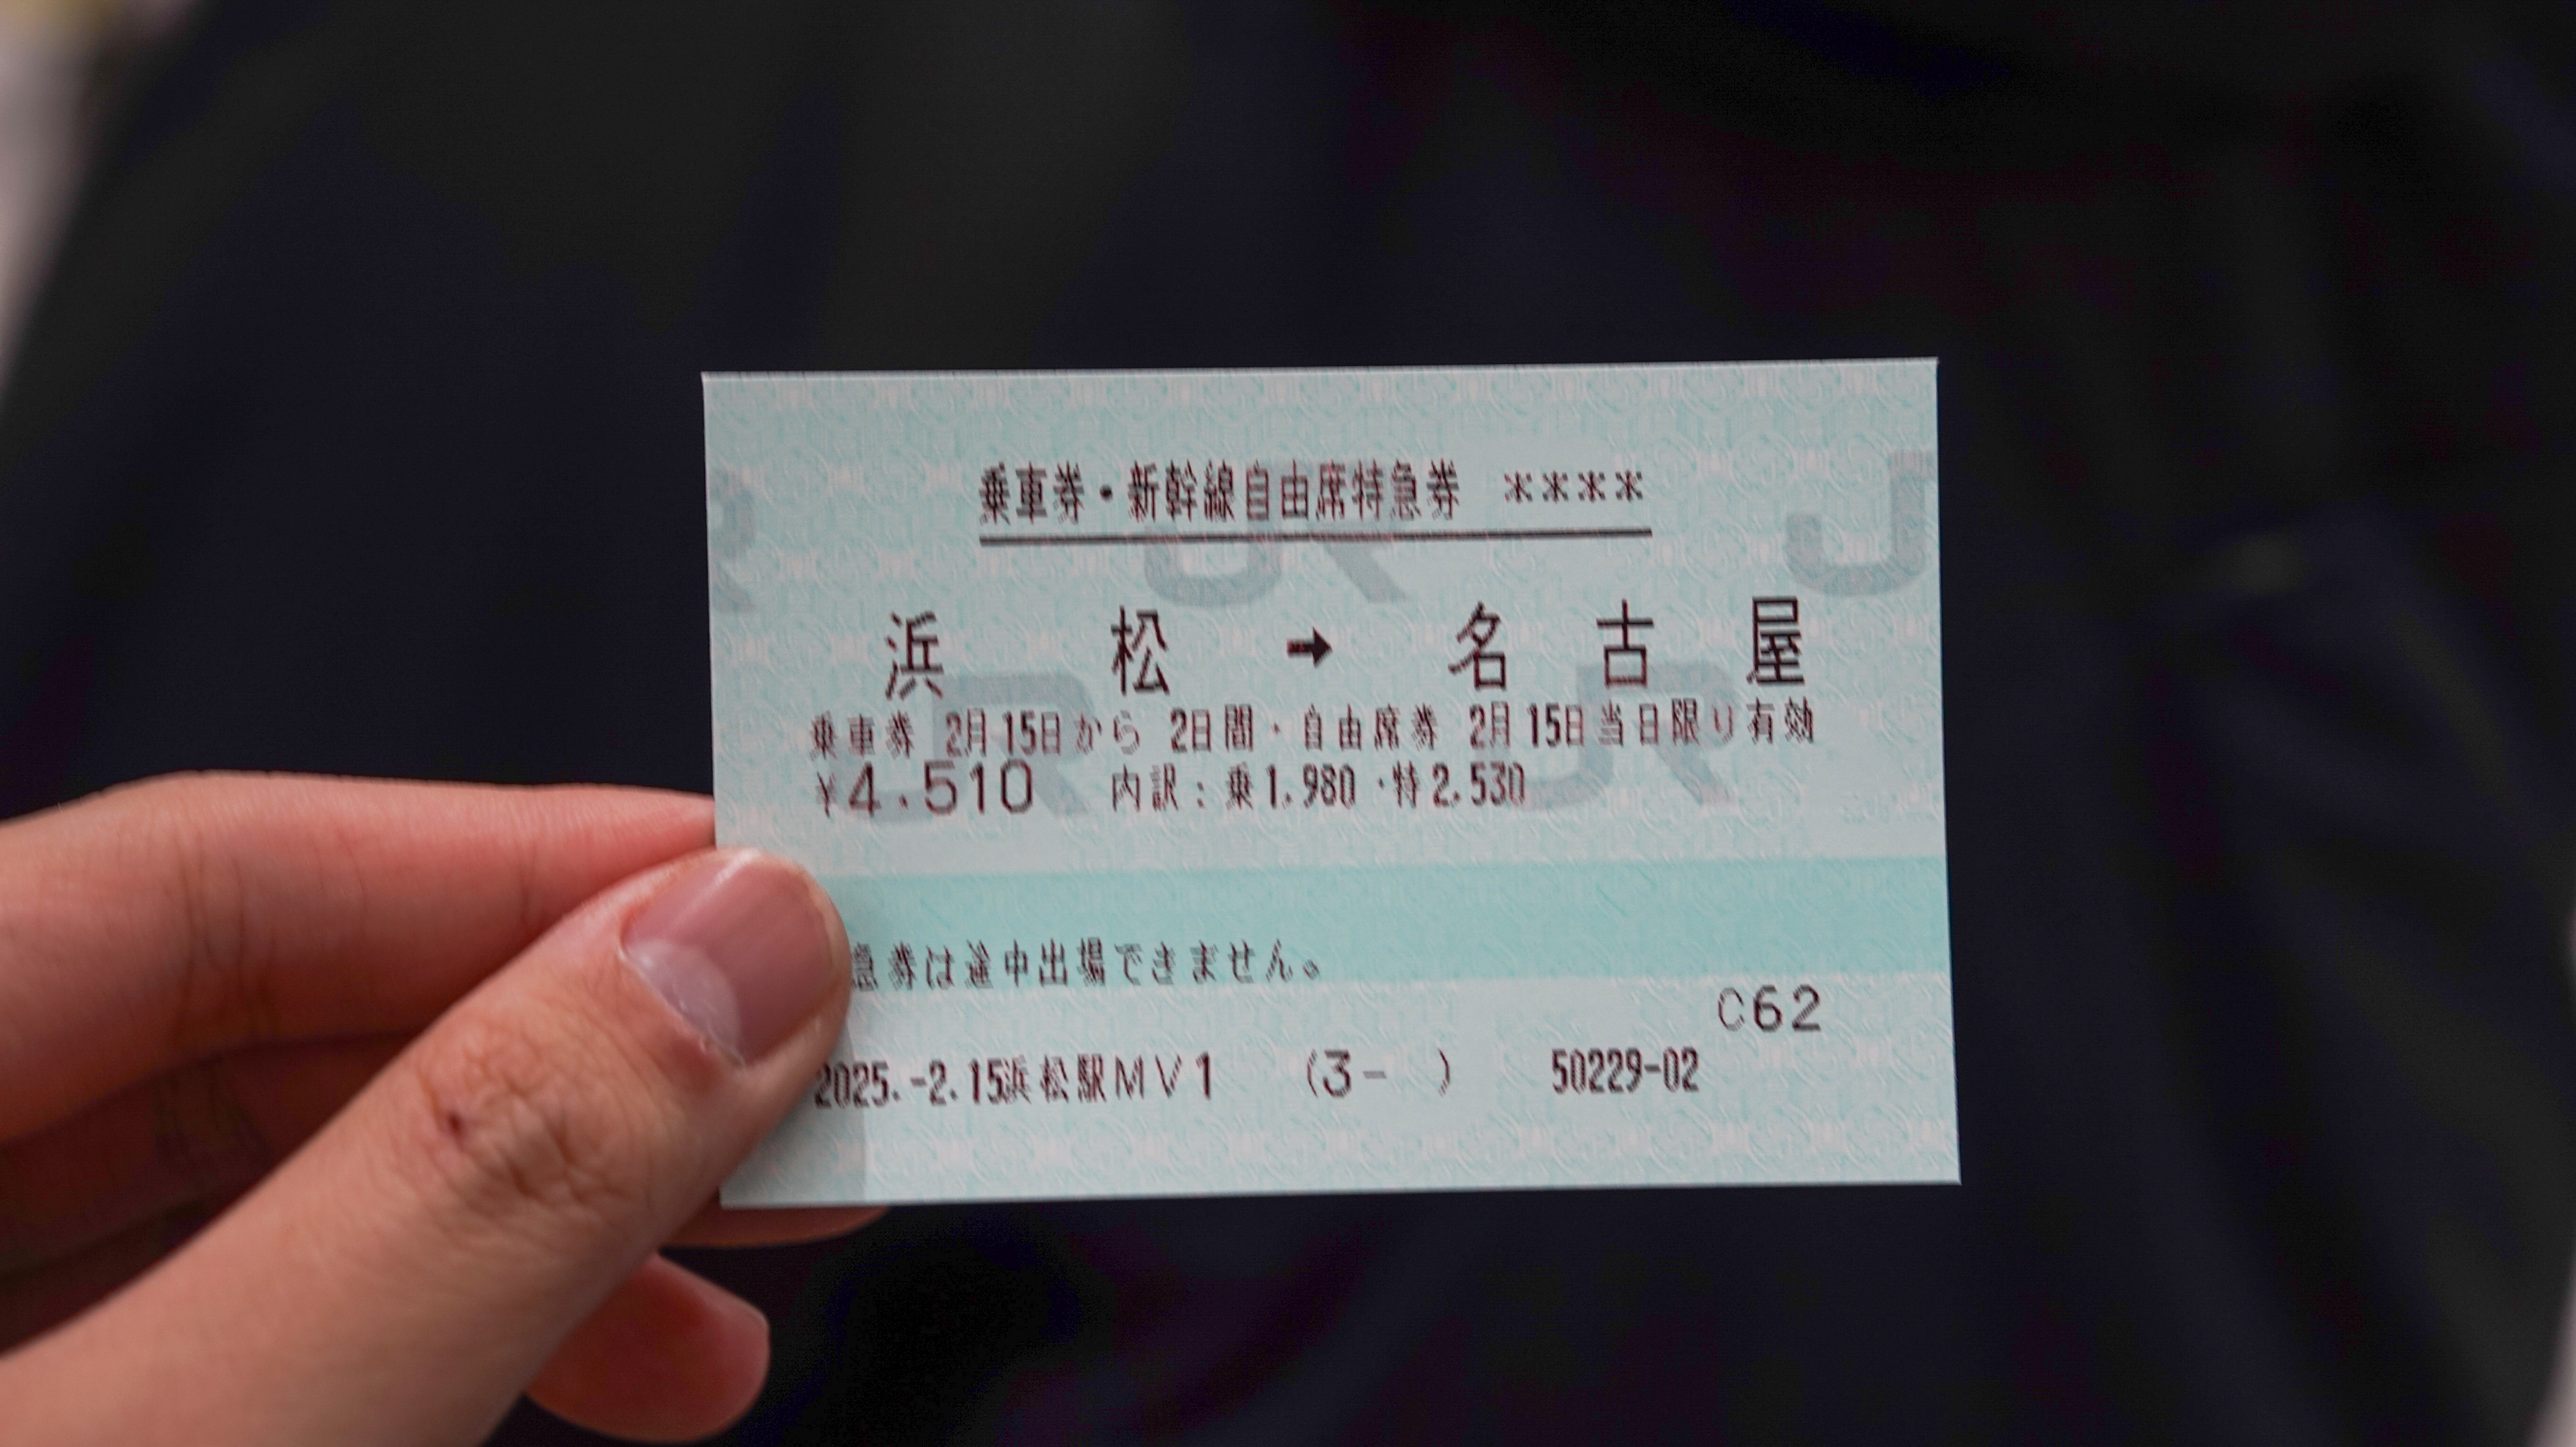 乗車券・新幹線自由席特急券 ****
浜松→名古屋
乗車券 2月15日から 2日間・自由席券 2月15日当日限り有効
¥4.510 内訳:乗1.980・特2.530
急券は途中出場できません。
C62
2025.-2.15浜松駅MV1 (3- ) 50229-02
JR
JR
JR
JR